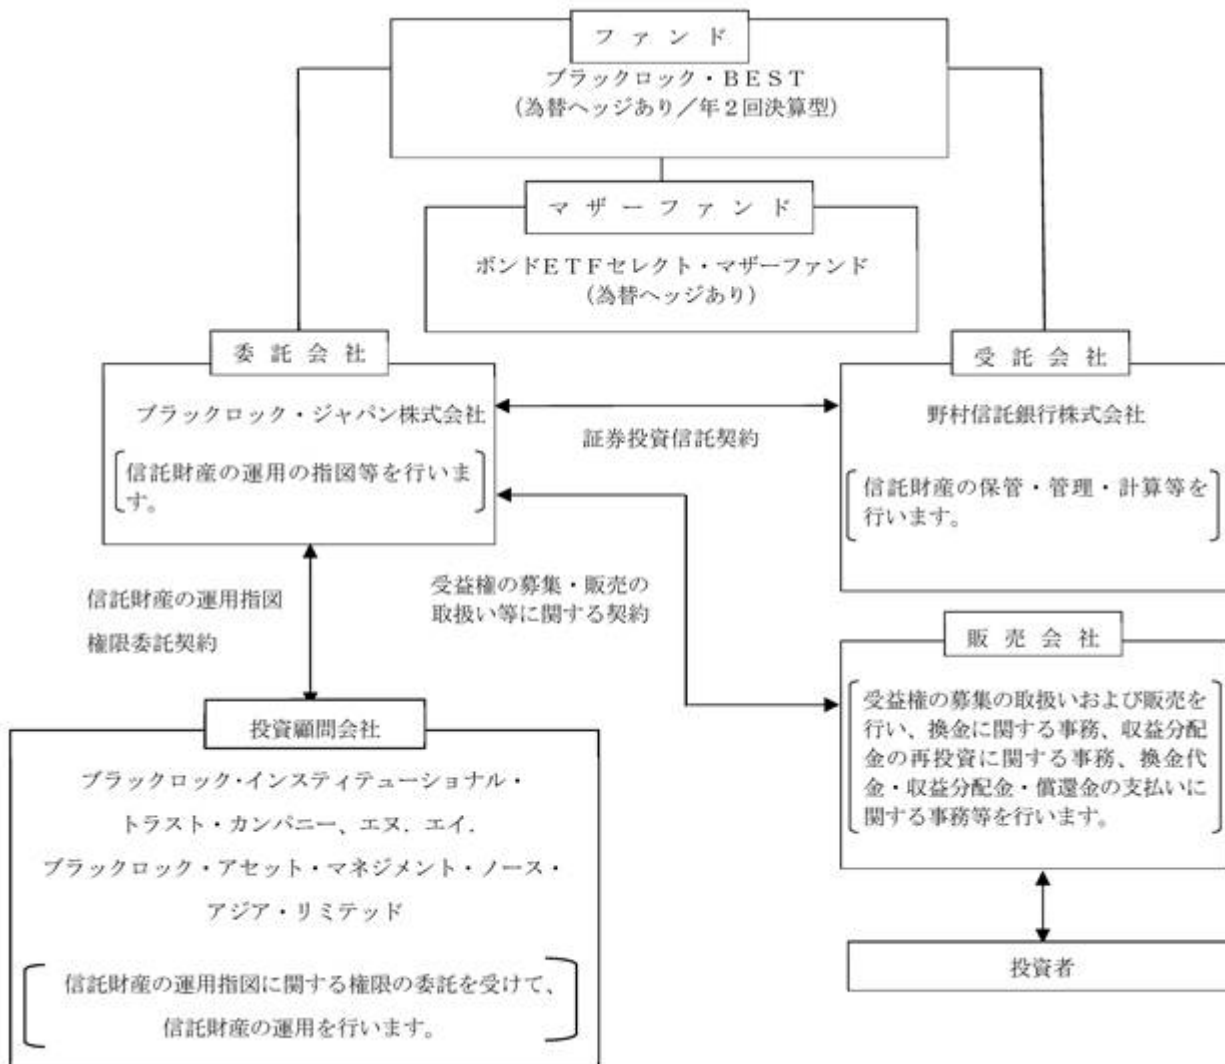 ファンド
ブラックロック・BEST
(為替ヘッジあり/年2回決算型)
マザーファンド
ボンドETFセレクト・マザーファンド
(為替ヘッジあり)
委託会社
ブラックロック・ジャパン株式会社
信託財産の運用の指図等を行いま
す。
証券投資信託契約
受託会社
野村信託銀行株式会社
信託財産の保管・管理・計算等を
行います。
信託財産の運用指図
権限委託契約
受益権の募集・販売の
取扱い等に関する契約
販売会社
受益権の募集の取扱いおよび販売を
行い、換金に関する事務、収益分配
金の再投資に関する事務、換金代
金・収益分配金・償還金の支払いに
関する事務等を行います。
投資顧問会社
ブラックロック・インスティテューショナル・
トラスト・カンパニー、エヌ.エイ.
ブラックロック・アセット・マネジメント・ノース・
アジア・リミテッド
信託財産の運用指図に関する権限の委託を受けて、
信託財産の運用を行います。
投資者